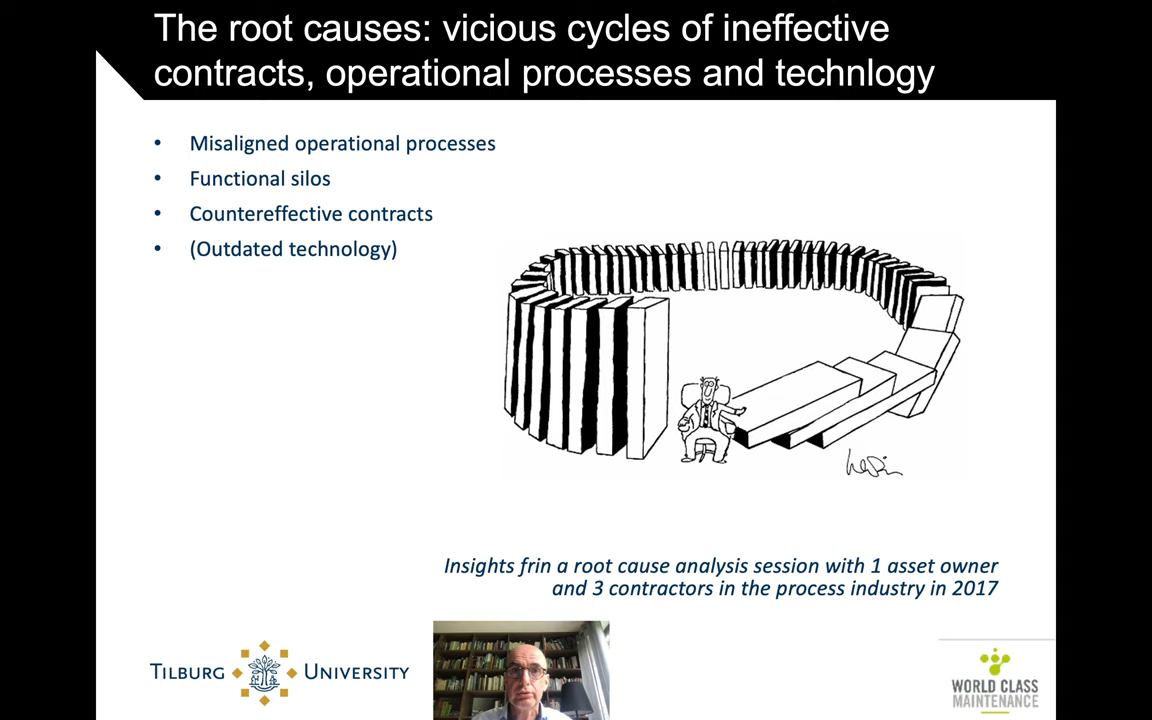 The root causes: vicious cycles of ineffective
contracts, operational processes and technlogy
• Misaligned operational processes
• Functional silos
• Countereffective contracts
• (Outdated technology)
Insights frin a root cause analysis session with 1 asset owner
and 3 contractors in the process industry in 2017
TILBURG UNIVERSITY
WORLD CLASS
MAINTENANCE